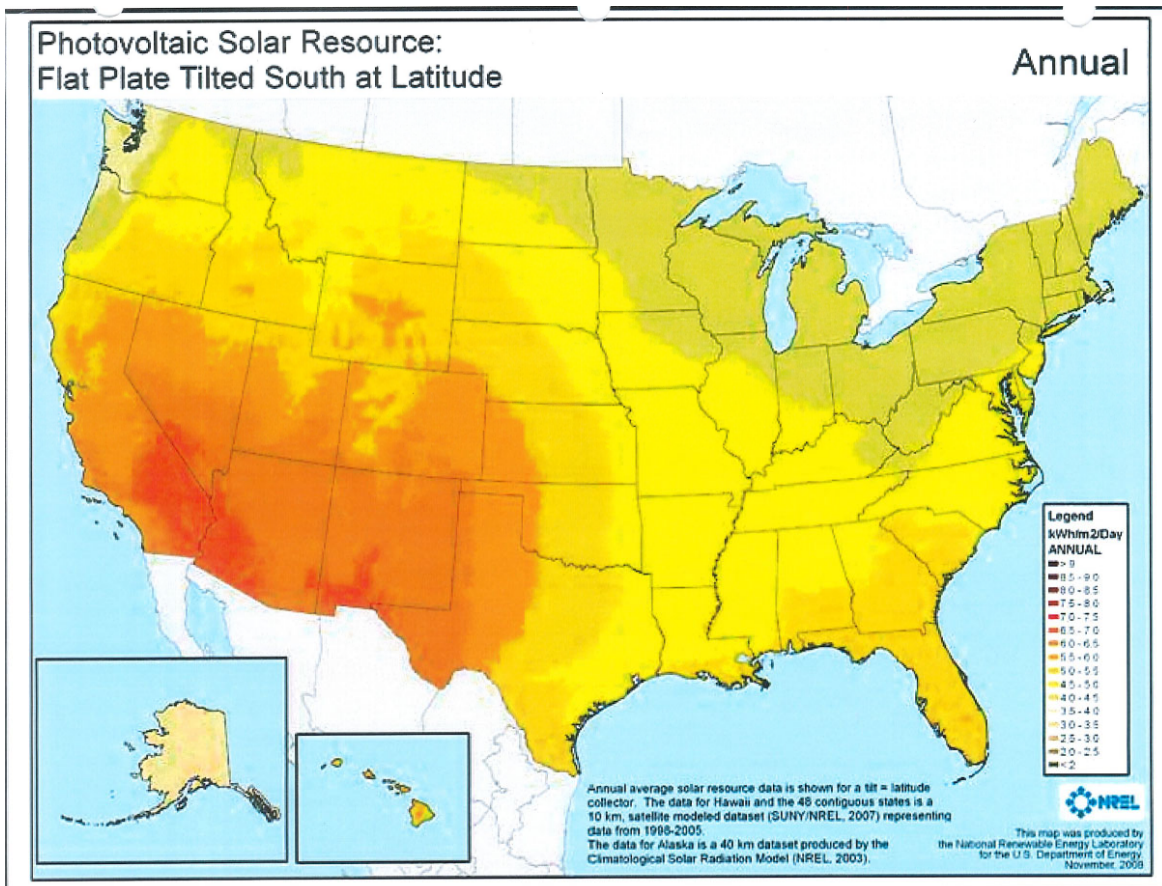 Photovoltaic Solar Resource:
Flat Plate Tilted South at Latitude
Annual
Legend
kWh/m2/Day
ANNUAL
> 9
8.5 - 9.0
8.0 - 8.5
7.5 - 8.0
7.0 - 7.5
6.5 - 7.0
6.0 - 6.5
5.5 - 6.0
5.0 - 5.5
4.5 - 5.0
4.0 - 4.5
3.5 - 4.0
3.0 - 3.5
2.5 - 3.0
2.0 - 2.5
< 2
Annual average solar resource data is shown for a tilt = latitude
collector. The data for Hawaii and the 48 contiguous states is a
10 km, satellite modeled dataset (SUNY/NREL, 2007) representing
data from 1998-2005.
The data for Alaska is a 40 km dataset produced by the
Climatological Solar Radiation Model (NREL, 2003).
NREL
This map was produced by
the National Renewable Energy Laboratory
for the U.S. Department of Energy.
November, 2008